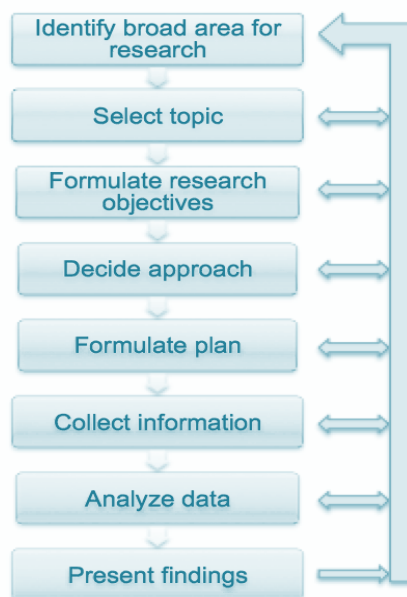 Identify broad area for
research
Select topic
Formulate research
objectives
Decide approach
Formulate plan
Collect information
Analyze data
Present findings